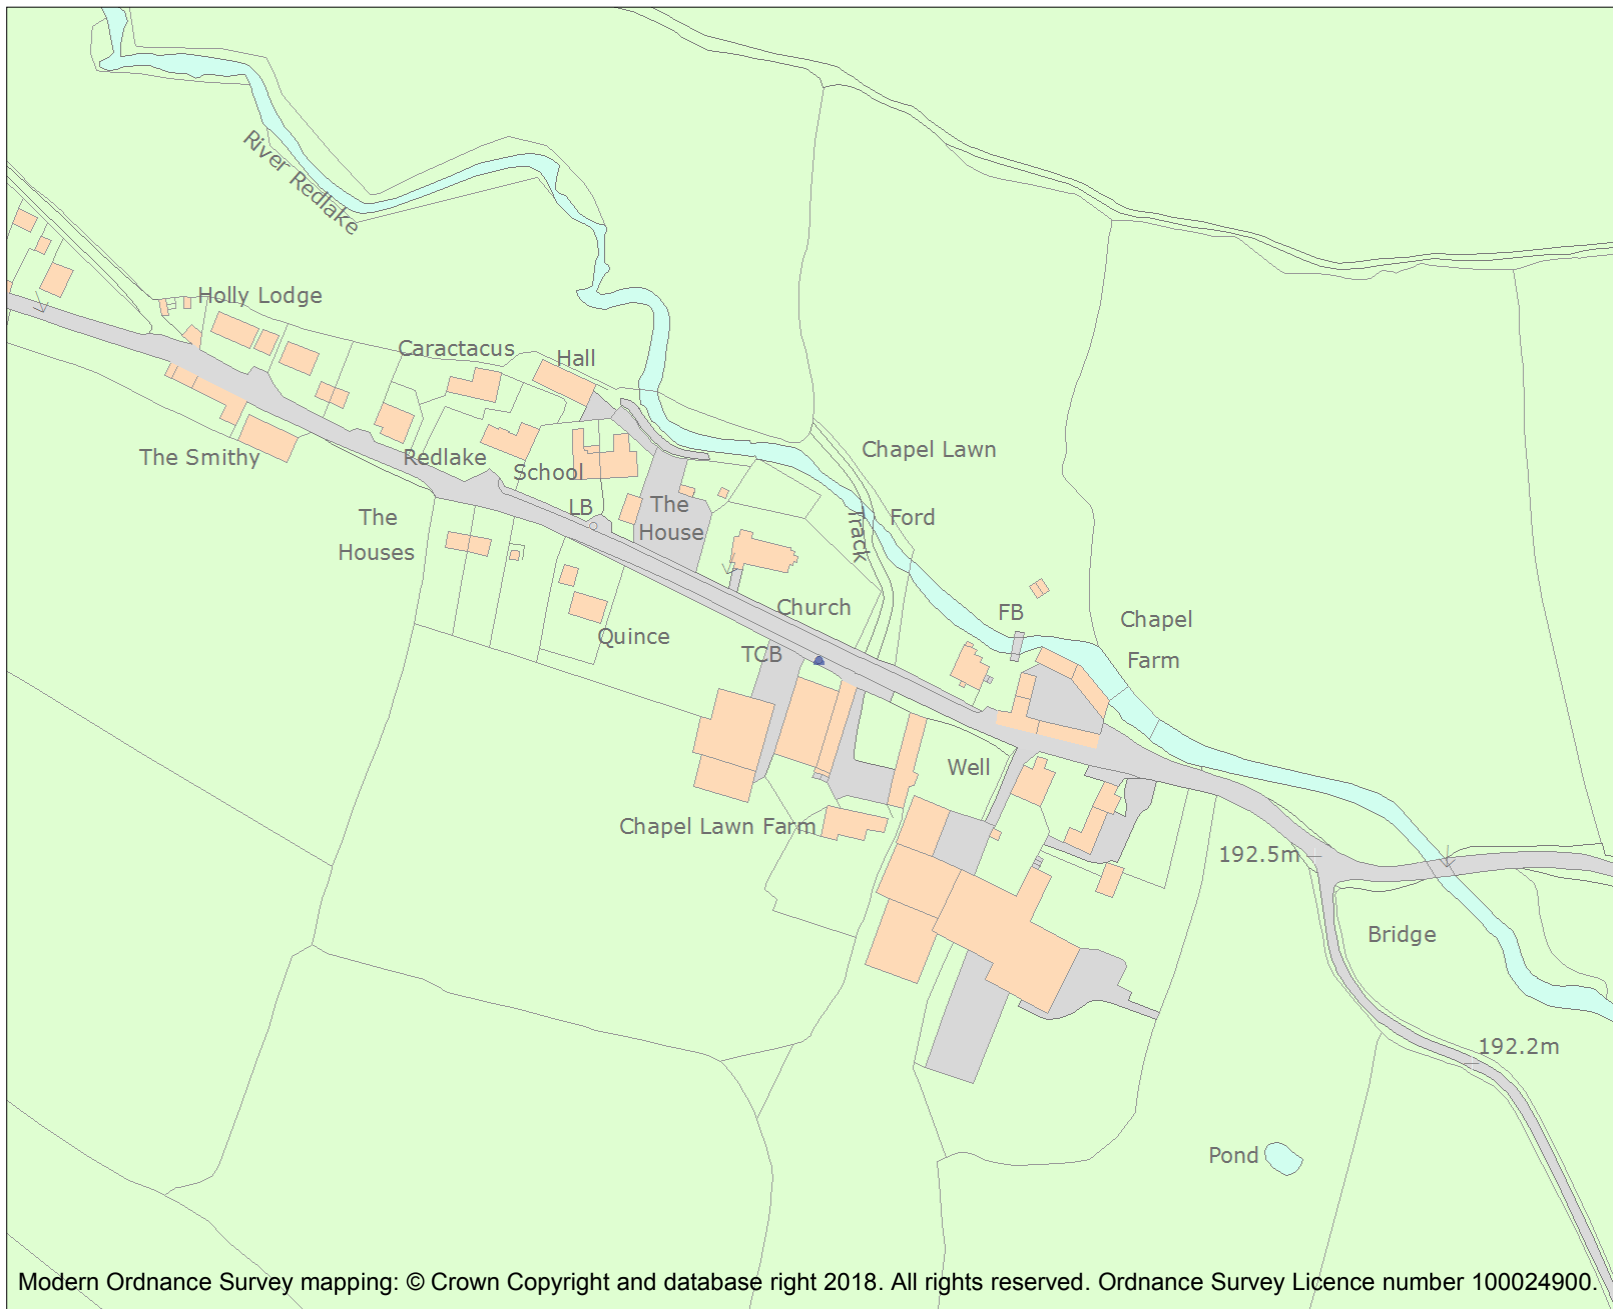 River Redlake
Holly Lodge
Caractacus
Hall
Chapel Lawn
The Smithy
Redlake
School
LB
The
House
Track
Ford
The
Houses
Church
FB
Chapel
Farm
Quince
TCB
Well
Chapel Lawn Farm
192.5m
Bridge
192.2m
Pond
Modern Ordnance Survey mapping: © Crown Copyright and database right 2018. All rights reserved. Ordnance Survey Licence number 100024900.